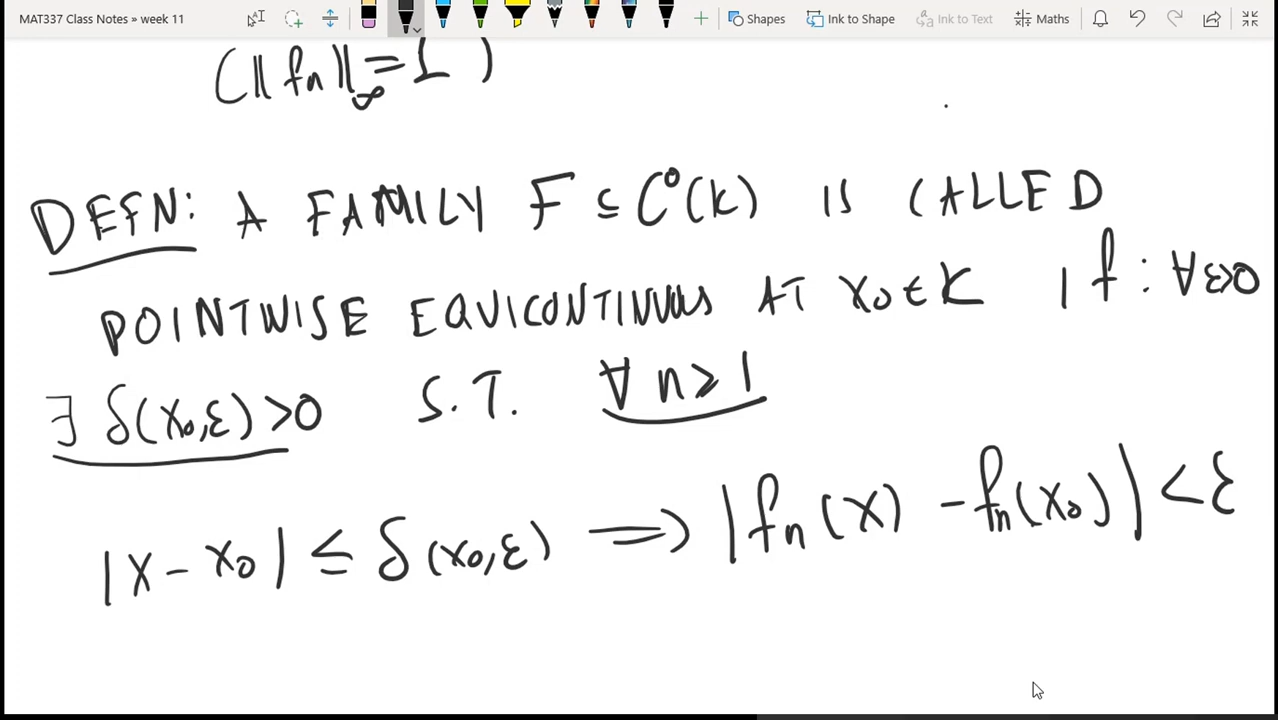 MAT337 Class Notes » week 11
Shapes Ink to Shape Ink to Text Maths
(‖fn‖∞ = 1)
DEFN: A FAMILY F ⊆ C⁰(K) IS CALLED
POINTWISE EQUICONTINUOUS AT x₀ ∈ K If : ∀ε>0
∃ δ(x₀,ε) >0 S.T. ∀ n ≥ 1
|x - x₀| ≤ δ(x₀,ε) ⟹ |fn(x) - fn(x₀)| < ε